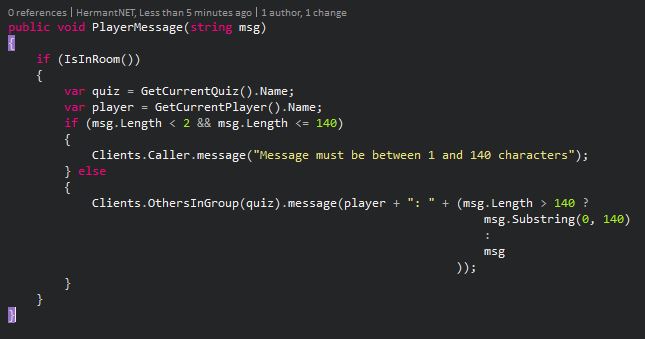 0 references | HermantNET, Less than 5 minutes ago | 1 author, 1 change
public void PlayerMessage(string msg)
{
    if (IsInRoom())
    {
        var quiz = GetCurrentQuiz().Name;
        var player = GetCurrentPlayer().Name;
        if (msg.Length < 2 && msg.Length <= 140)
        {
            Clients.Caller.message("Message must be between 1 and 140 characters");
        } else
        {
            Clients.OthersInGroup(quiz).message(player + ": " + (msg.Length > 140 ?
                                                                    msg.Substring(0, 140)
                                                                    :
                                                                    msg
                                                                ));
        }
    }
}